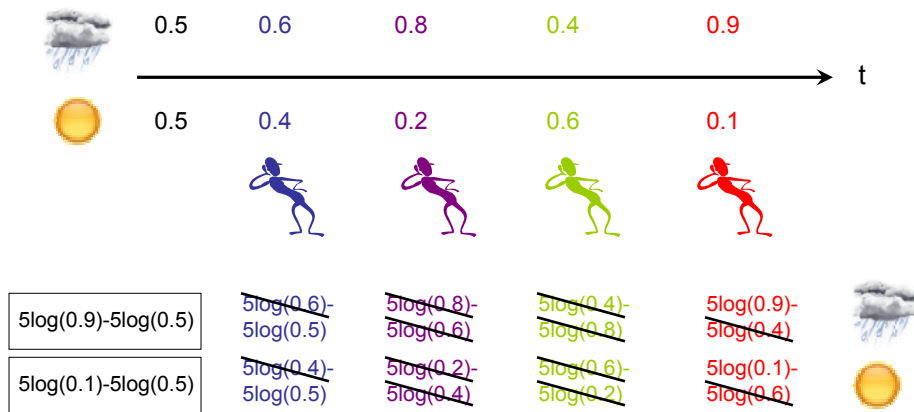 0.5 0.6 0.8 0.4 0.9
t
0.5 0.4 0.2 0.6 0.1
5log(0.9)-5log(0.5)
5log(0.6)-
5log(0.5)
5log(0.8)-
5log(0.6)
5log(0.4)-
5log(0.8)
5log(0.9)-
5log(0.4)
5log(0.1)-5log(0.5)
5log(0.4)-
5log(0.5)
5log(0.2)-
5log(0.4)
5log(0.6)-
5log(0.2)
5log(0.1)-
5log(0.6)